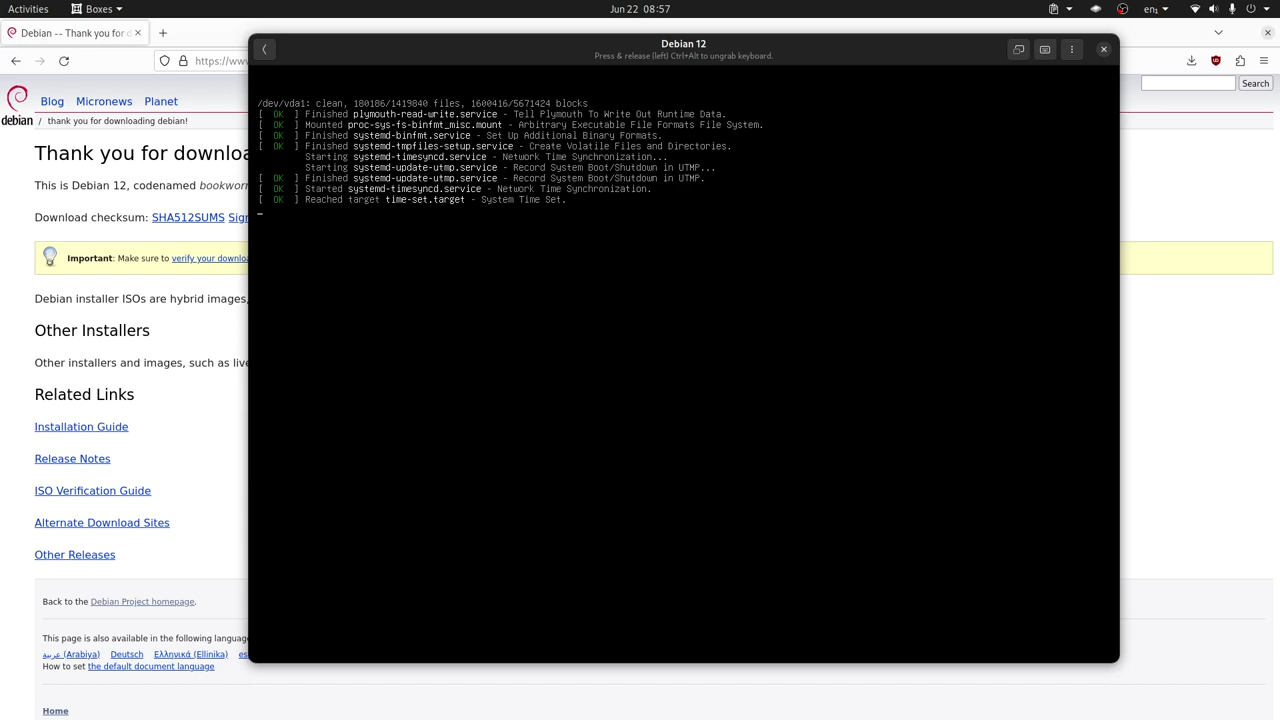 Activities
Boxes
Jun 22 08:57
en₁
Debian -- Thank you for d
https://www
Debian 12
Press & release (left) Ctrl+Alt to ungrab keyboard.
debian
Blog Micronews Planet
Search
/ thank you for downloading debian!
Thank you for downloa
This is Debian 12, codenamed bookwor
Download checksum: SHA512SUMS Sig
Important: Make sure to verify your downloa
Debian installer ISOs are hybrid images,
Other Installers
Other installers and images, such as live
Related Links
Installation Guide
Release Notes
ISO Verification Guide
Alternate Download Sites
Other Releases
Back to the Debian Project homepage.
This page is also available in the following language
عربية (Arabiya) Deutsch Ελληνικά (Ellinika) es
How to set the default document language
Home
/dev/vda1: clean, 180186/1419840 files, 1600416/5671424 blocks
[ OK ] Finished plymouth-read-write.service - Tell Plymouth To Write Out Runtime Data.
[ OK ] Mounted proc-sys-fs-binfmt_misc.mount - Arbitrary Executable File Formats File System.
[ OK ] Finished systemd-binfmt.service - Set Up Additional Binary Formats.
[ OK ] Finished systemd-tmpfiles-setup.service - Create Volatile Files and Directories.
Starting systemd-timesyncd.service - Network Time Synchronization...
Starting systemd-update-utmp.service - Record System Boot/Shutdown in UTMP...
[ OK ] Finished systemd-update-utmp.service - Record System Boot/Shutdown in UTMP.
[ OK ] Started systemd-timesyncd.service - Network Time Synchronization.
[ OK ] Reached target time-set.target - System Time Set.